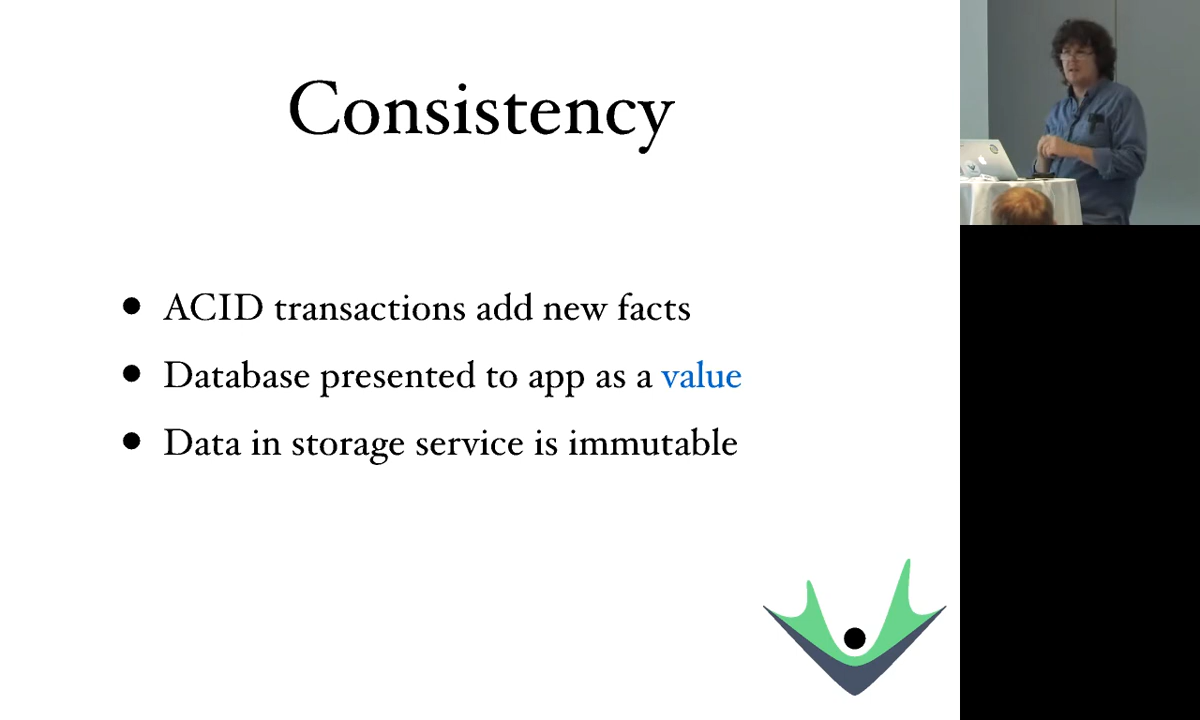 Consistency
• ACID transactions add new facts
• Database presented to app as a value
• Data in storage service is immutable